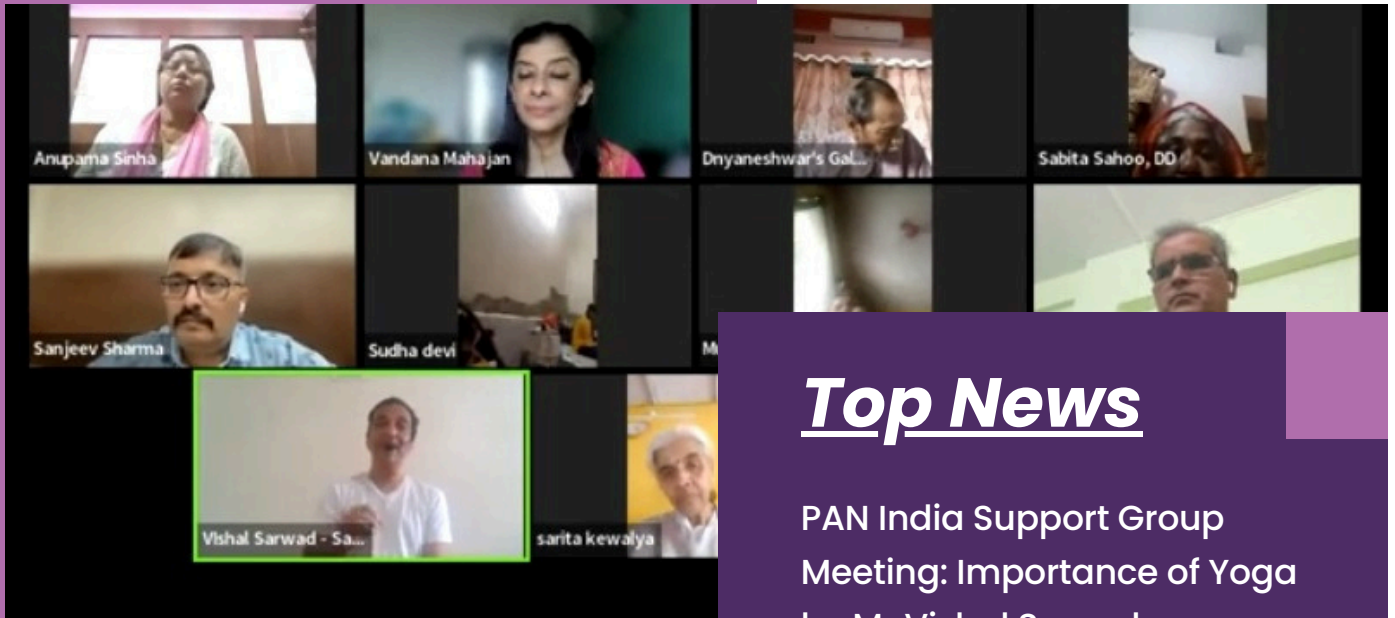 Anupama Sinha
Vandana Mahajan
Dnyaneshwar's Gal...
Sabita Sahoo, DD
Sanjeev Sharma
Sudha devi
Vishal Sarwad - Sa...
sarita kewalya
Top News
PAN India Support Group
Meeting: Importance of Yoga